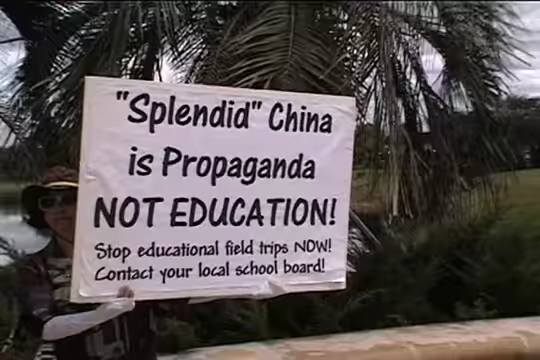 "Splendid" China
is Propaganda
NOT EDUCATION!
Stop educational field trips NOW!
Contact your local school board!